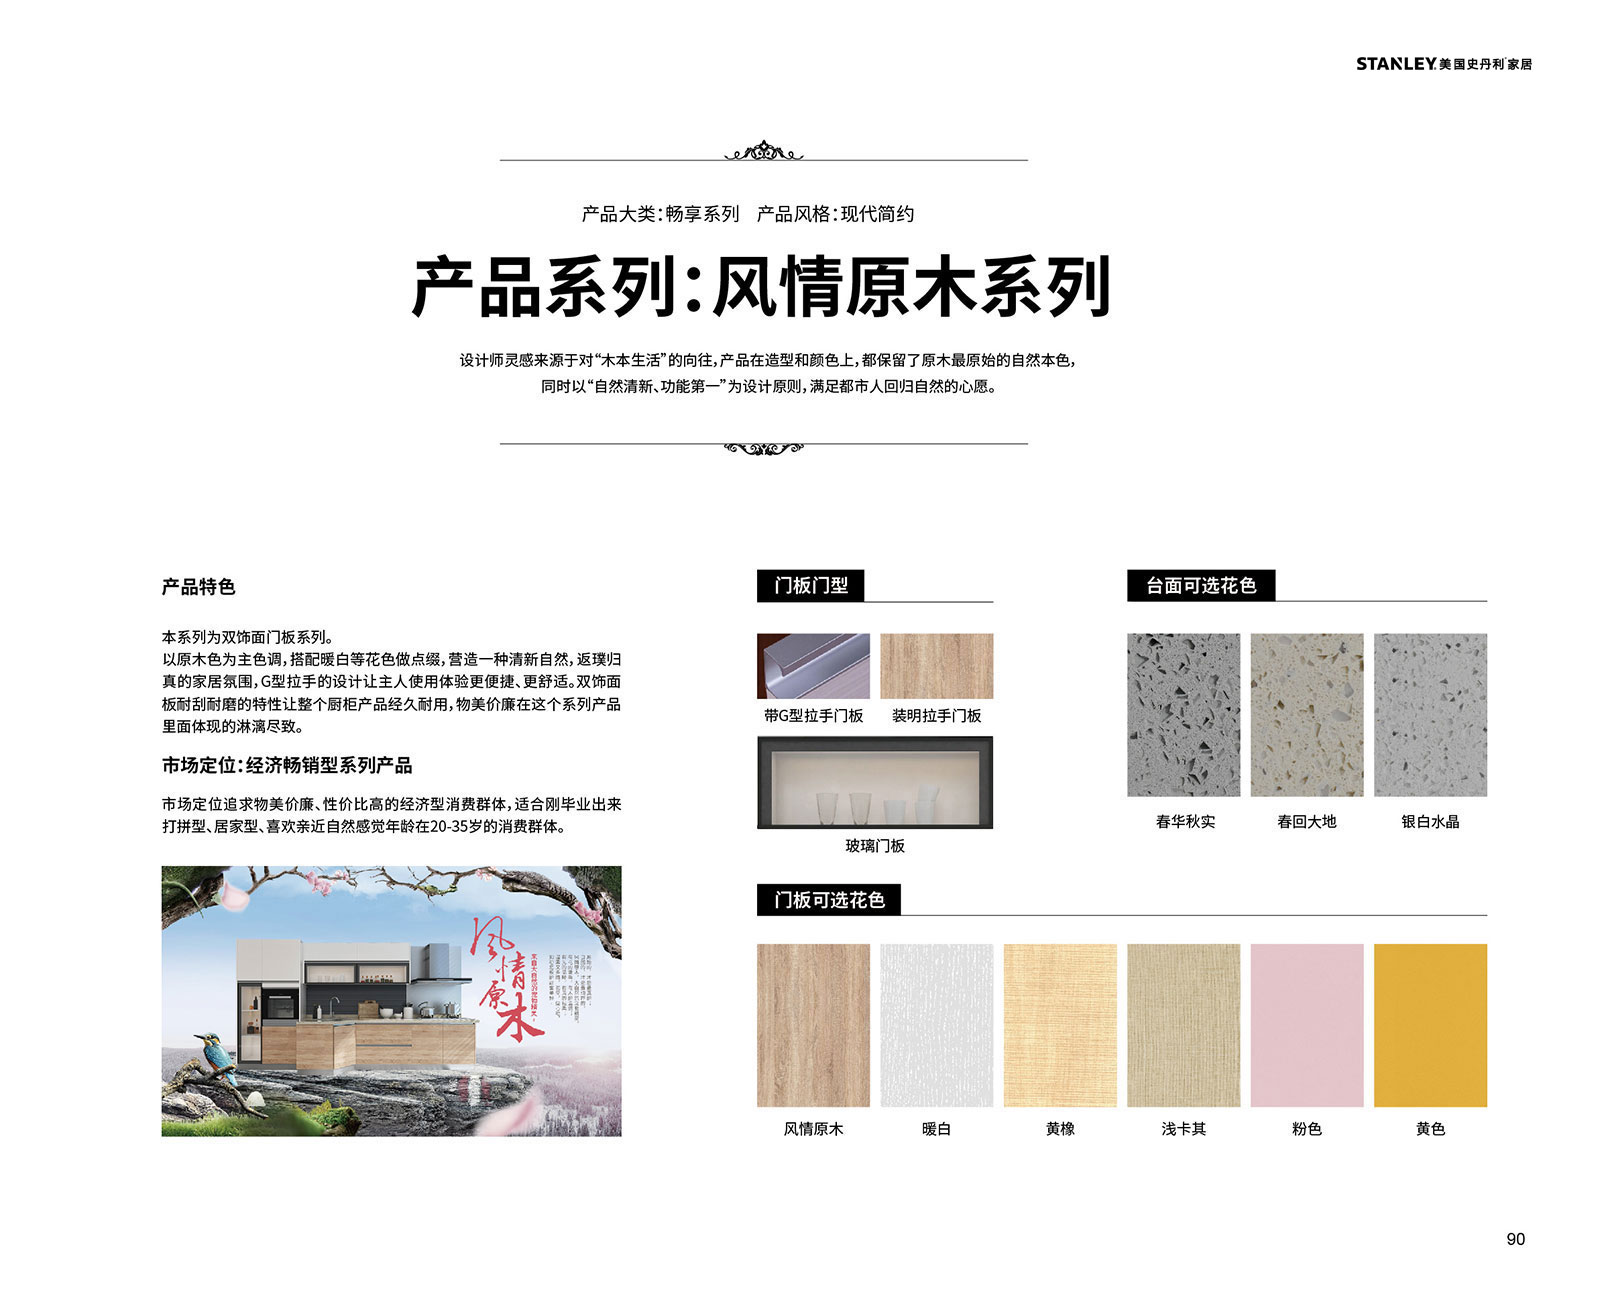 STANLEY 美国史丹利家居
产品大类：畅享系列 产品风格：现代简约
产品系列：风情原木系列
设计师灵感来源于对“木本生活”的向往，产品在造型和颜色上，都保留了原木最原始的自然本色，
同时以“自然清新、功能第一”为设计原则，满足都市人回归自然的心愿。
产品特色
本系列为双饰面门板系列。
以原木色为主色调，搭配暖白等花色做点缀，营造一种清新自然，返璞归
真的家居氛围，G型拉手的设计让主人使用体验更便捷、更舒适。双饰面
板耐刮耐磨的特性让整个厨柜产品经久耐用，物美价廉在这个系列产品
里面体现的淋漓尽致。
市场定位：经济畅销型系列产品
市场定位追求物美价廉、性价比高的经济型消费群体，适合刚毕业出来
打拼型、居家型、喜欢亲近自然感觉年龄在20-35岁的消费群体。
风情原木
门板门型
带G型拉手门板
装明拉手门板
玻璃门板
台面可选花色
春华秋实
春回大地
银白水晶
门板可选花色
风情原木
暖白
黄橡
浅卡其
粉色
黄色
90